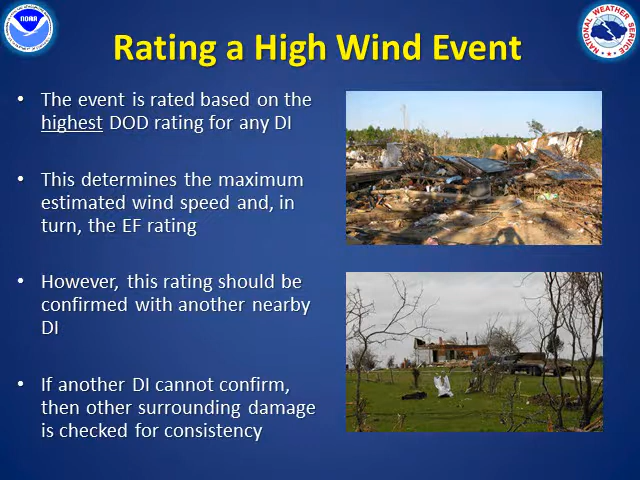 NOAA
NATIONAL WEATHER SERVICE
Rating a High Wind Event
• The event is rated based on the
highest DOD rating for any DI
• This determines the maximum
estimated wind speed and, in
turn, the EF rating
• However, this rating should be
confirmed with another nearby
DI
• If another DI cannot confirm,
then other surrounding damage
is checked for consistency